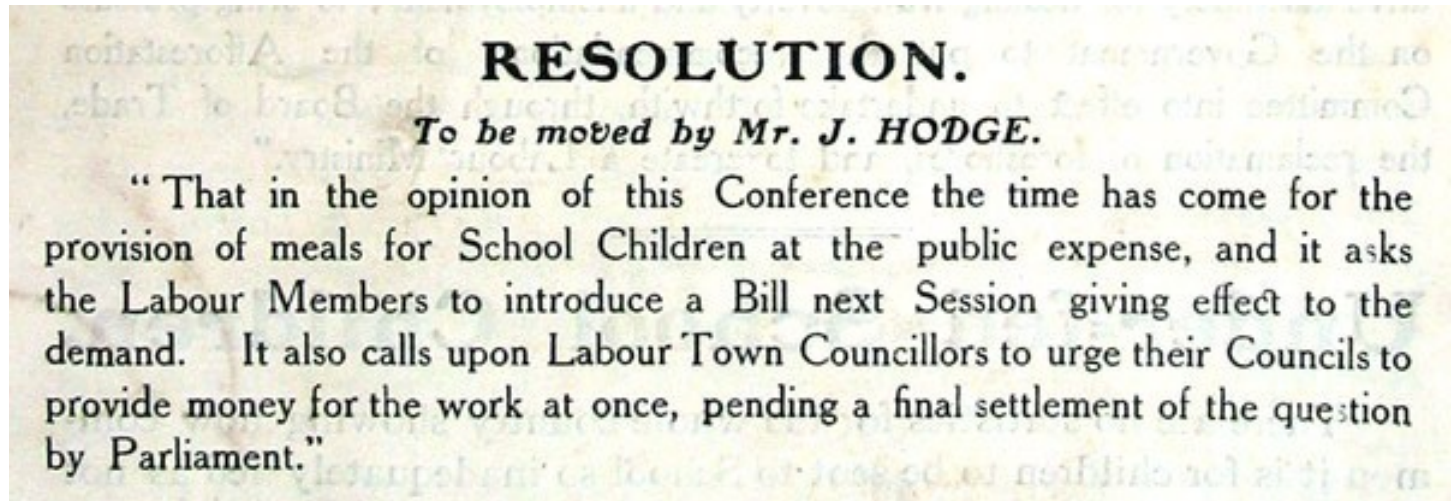 RESOLUTION.
To be moved by Mr. J. HODGE.
“ That in the opinion of this Conference the time has come for the
provision of meals for School Children at the public expense, and it asks
the Labour Members to introduce a Bill next Session giving effect to the
demand. It also calls upon Labour Town Councillors to urge their Councils to
provide money for the work at once, pending a final settlement of the question
by Parliament.”